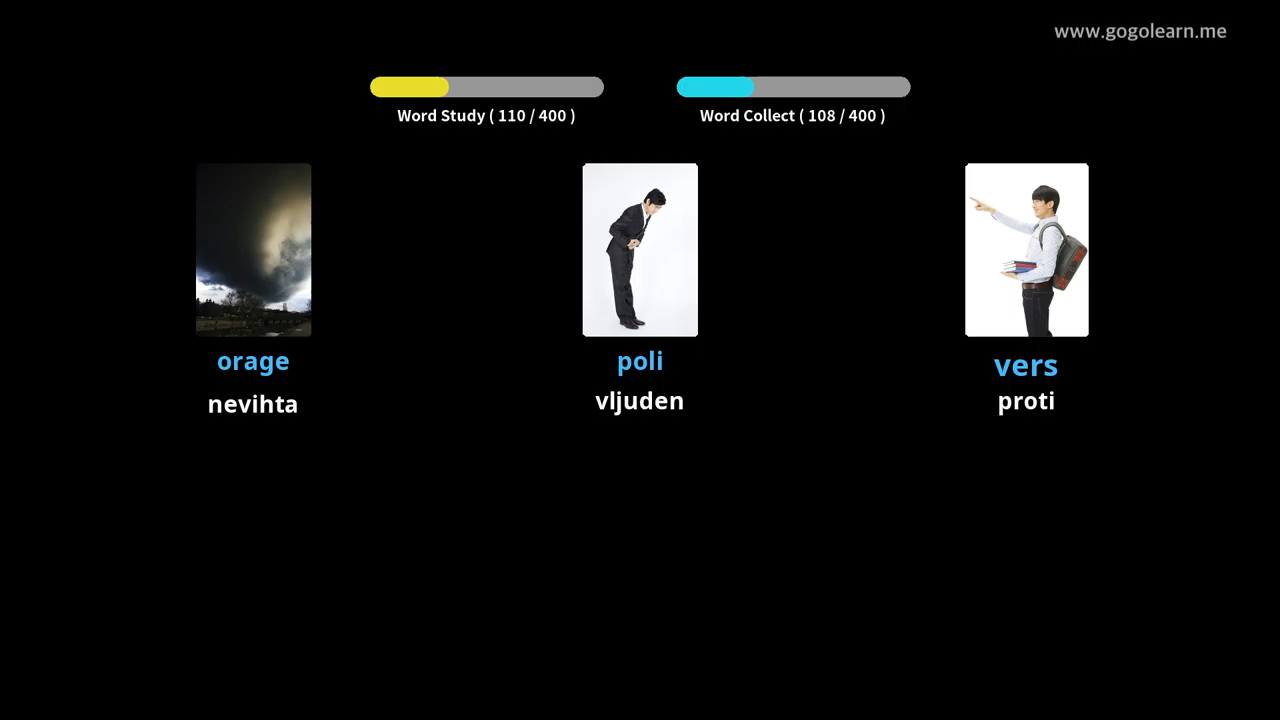 www.gogolearn.me
Word Study ( 110 / 400 )
Word Collect ( 108 / 400 )
orage
nevihta
poli
vljuden
vers
proti